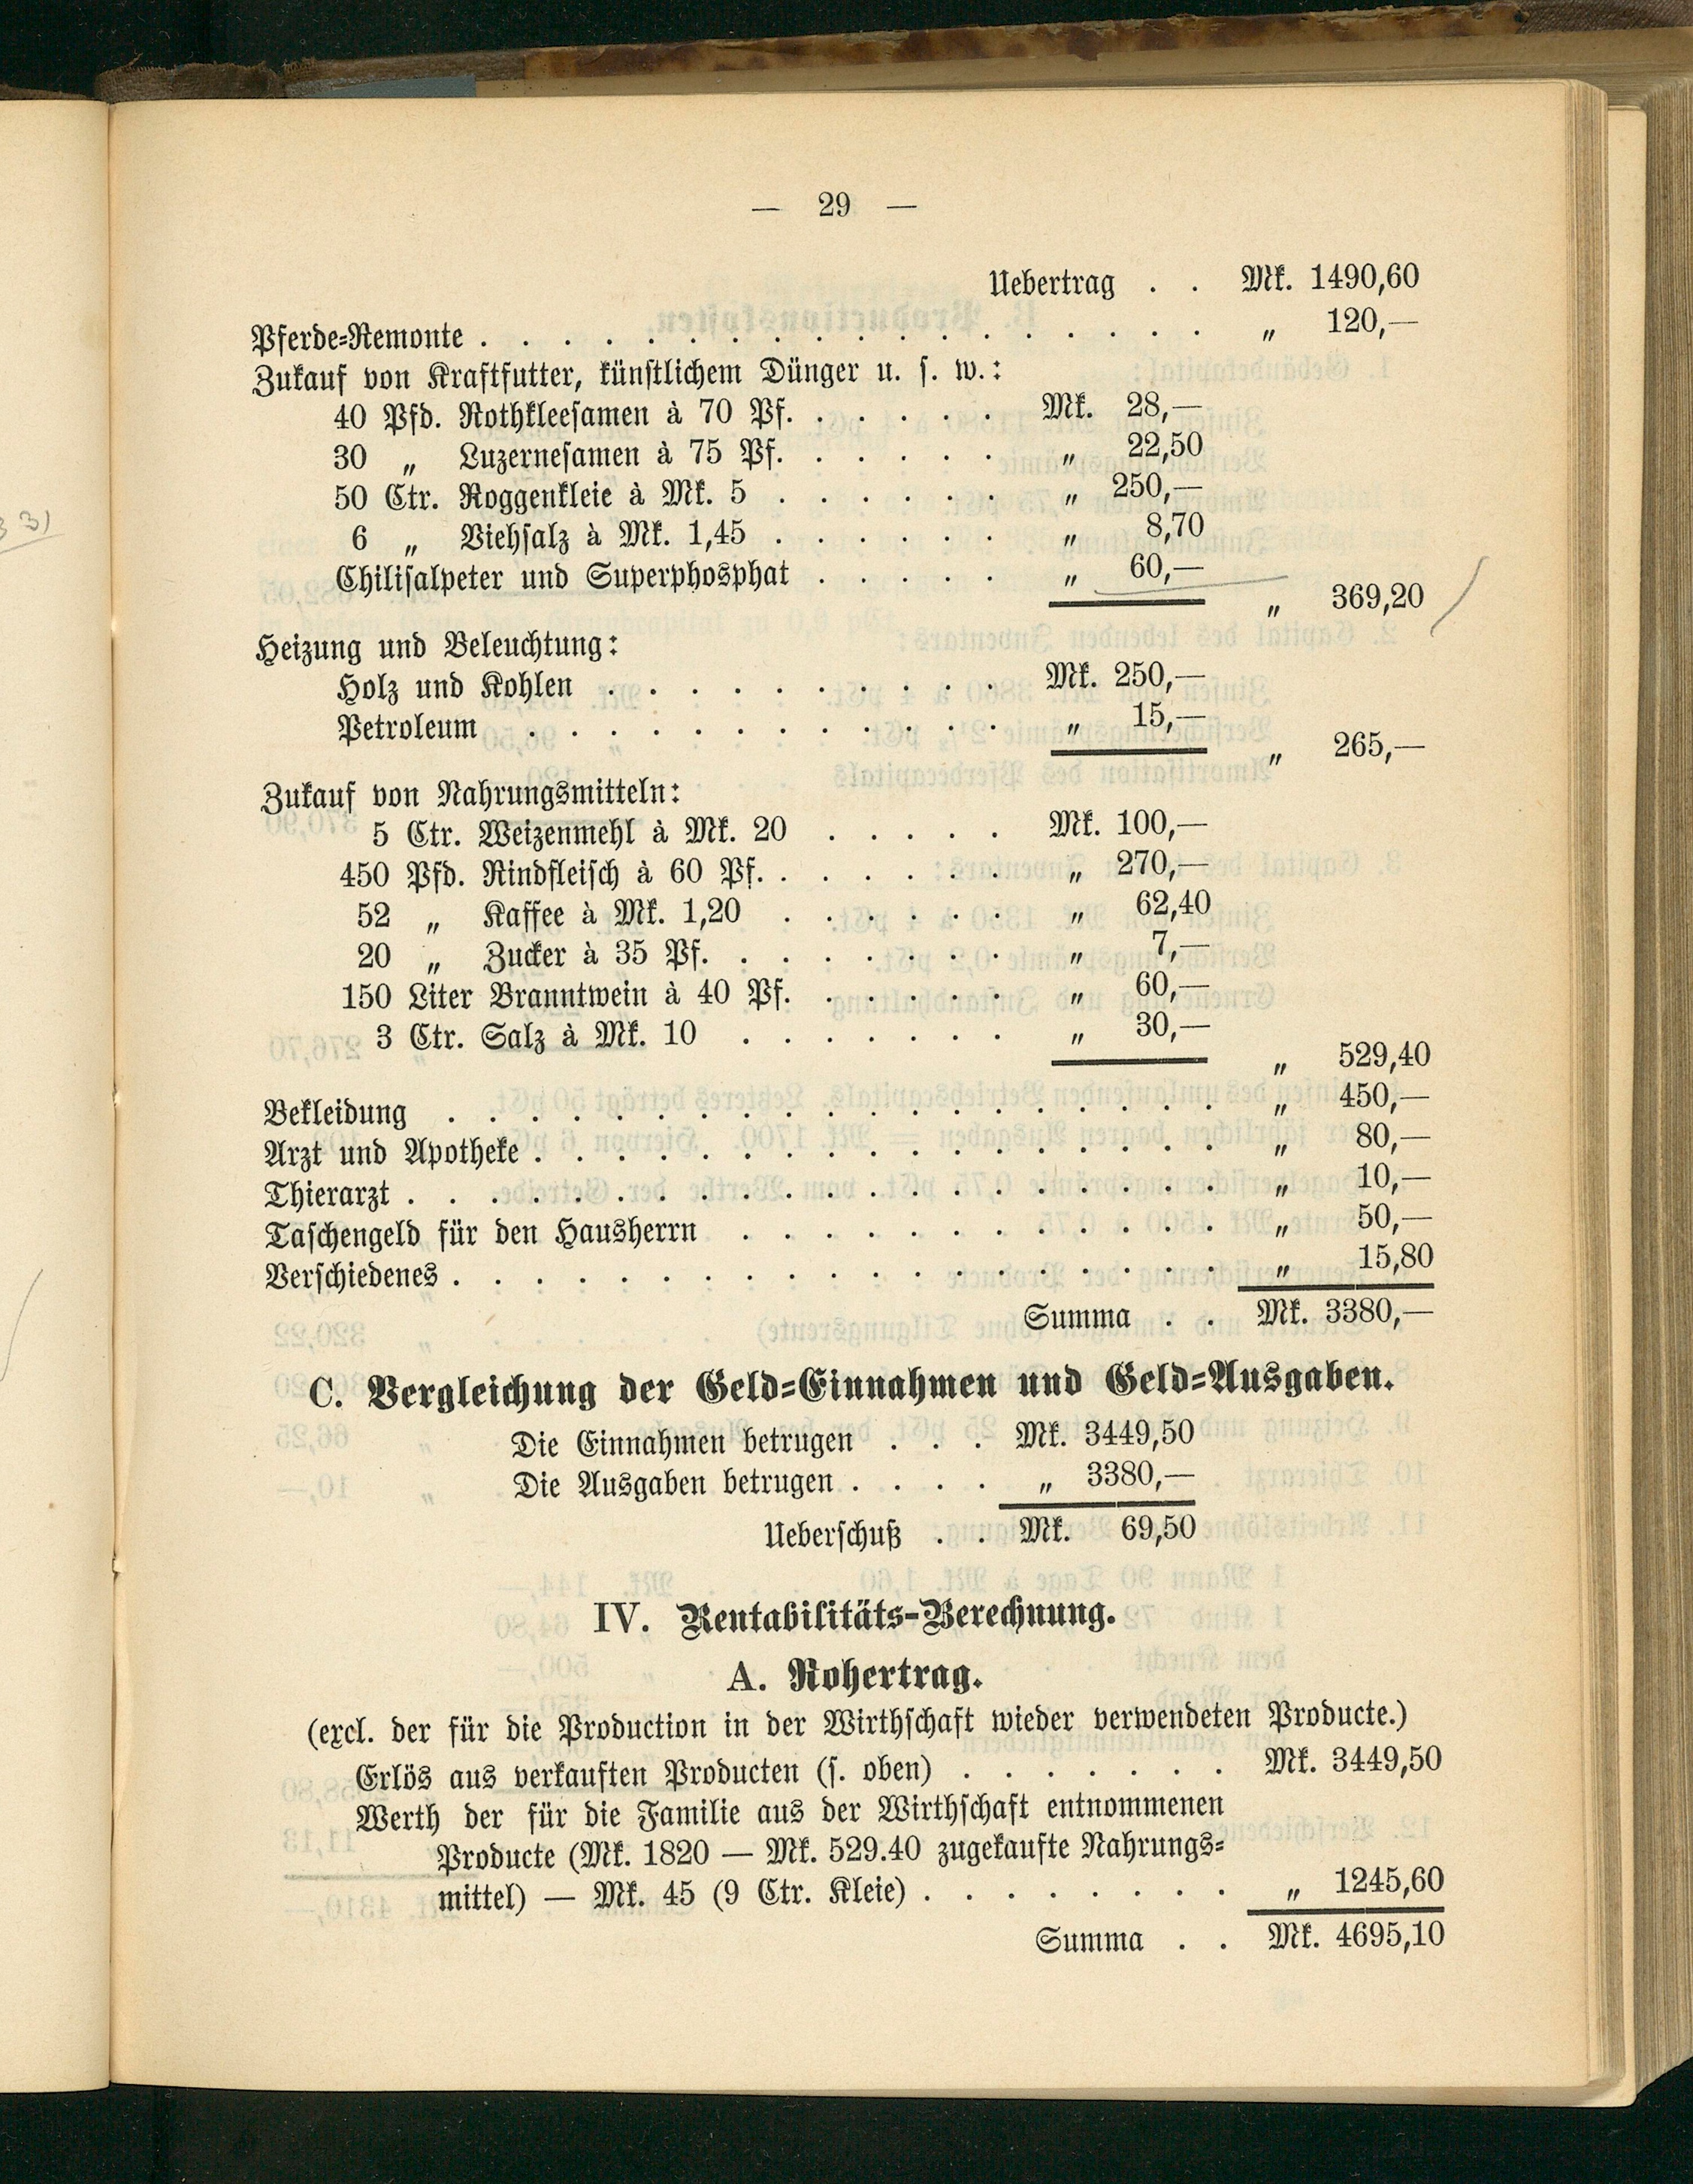 — 29 —
Uebertrag . . Mk. 1490,60
Pferde-Remonte . . . . . . . . . . . . . . . . . . „ 120,—
Zukauf von Kraftfutter, künstlichem Dünger u. s. w.:
40 Pfd. Rothkleesamen à 70 Pf. . . . . . Mk. 28,—
30 „ Luzernesamen à 75 Pf. . . . . . „ 22,50
50 Ctr. Roggenkleie à Mk. 5 . . . . . . „ 250,—
6 „ Viehsalz à Mk. 1,45 . . . . . . „ 8,70
Chilisalpeter und Superphosphat . . . . . „ 60,—
„ 369,20
Heizung und Beleuchtung:
Holz und Kohlen . . . . . . . . . . Mk. 250,—
Petroleum . . . . . . . . . . . . „ 15,—
„ 265,—
Zukauf von Nahrungsmitteln:
5 Ctr. Weizenmehl à Mk. 20 . . . . . Mk. 100,—
450 Pfd. Rindfleisch à 60 Pf. . . . . . . „ 270,—
52 „ Kaffee à Mk. 1,20 . . . . . . „ 62,40
20 „ Zucker à 35 Pf. . . . . . . . „ 7,—
150 Liter Branntwein à 40 Pf. . . . . . „ 60,—
3 Ctr. Salz à Mk. 10 . . . . . . . „ 30,—
„ 529,40
Bekleidung . . . . . . . . . . . . . . . . . . . „ 450,—
Arzt und Apotheke . . . . . . . . . . . . . . . . . „ 80,—
Thierarzt . . . . . . . . . . . . . . . . . . . . „ 10,—
Taschengeld für den Hausherrn . . . . . . . . . . . . „ 50,—
Verschiedenes . . . . . . . . . . . . . . . . . . . „ 15,80
Summa . . Mk. 3380,—
C. Vergleichung der Geld-Einnahmen und Geld-Ausgaben.
Die Einnahmen betrugen . . . Mk. 3449,50
Die Ausgaben betrugen . . . . „ 3380,—
Ueberschuß . . Mk. 69,50
IV. Rentabilitäts-Berechnung.
A. Rohertrag.
(excl. der für die Production in der Wirthschaft wieder verwendeten Producte.)
Erlös aus verkauften Producten (s. oben) . . . . . . . Mk. 3449,50
Werth der für die Familie aus der Wirthschaft entnommenen
Producte (Mk. 1820 — Mk. 529.40 zugekaufte Nahrungs-
mittel) — Mk. 45 (9 Ctr. Kleie) . . . . . . . . „ 1245,60
Summa . . Mk. 4695,10